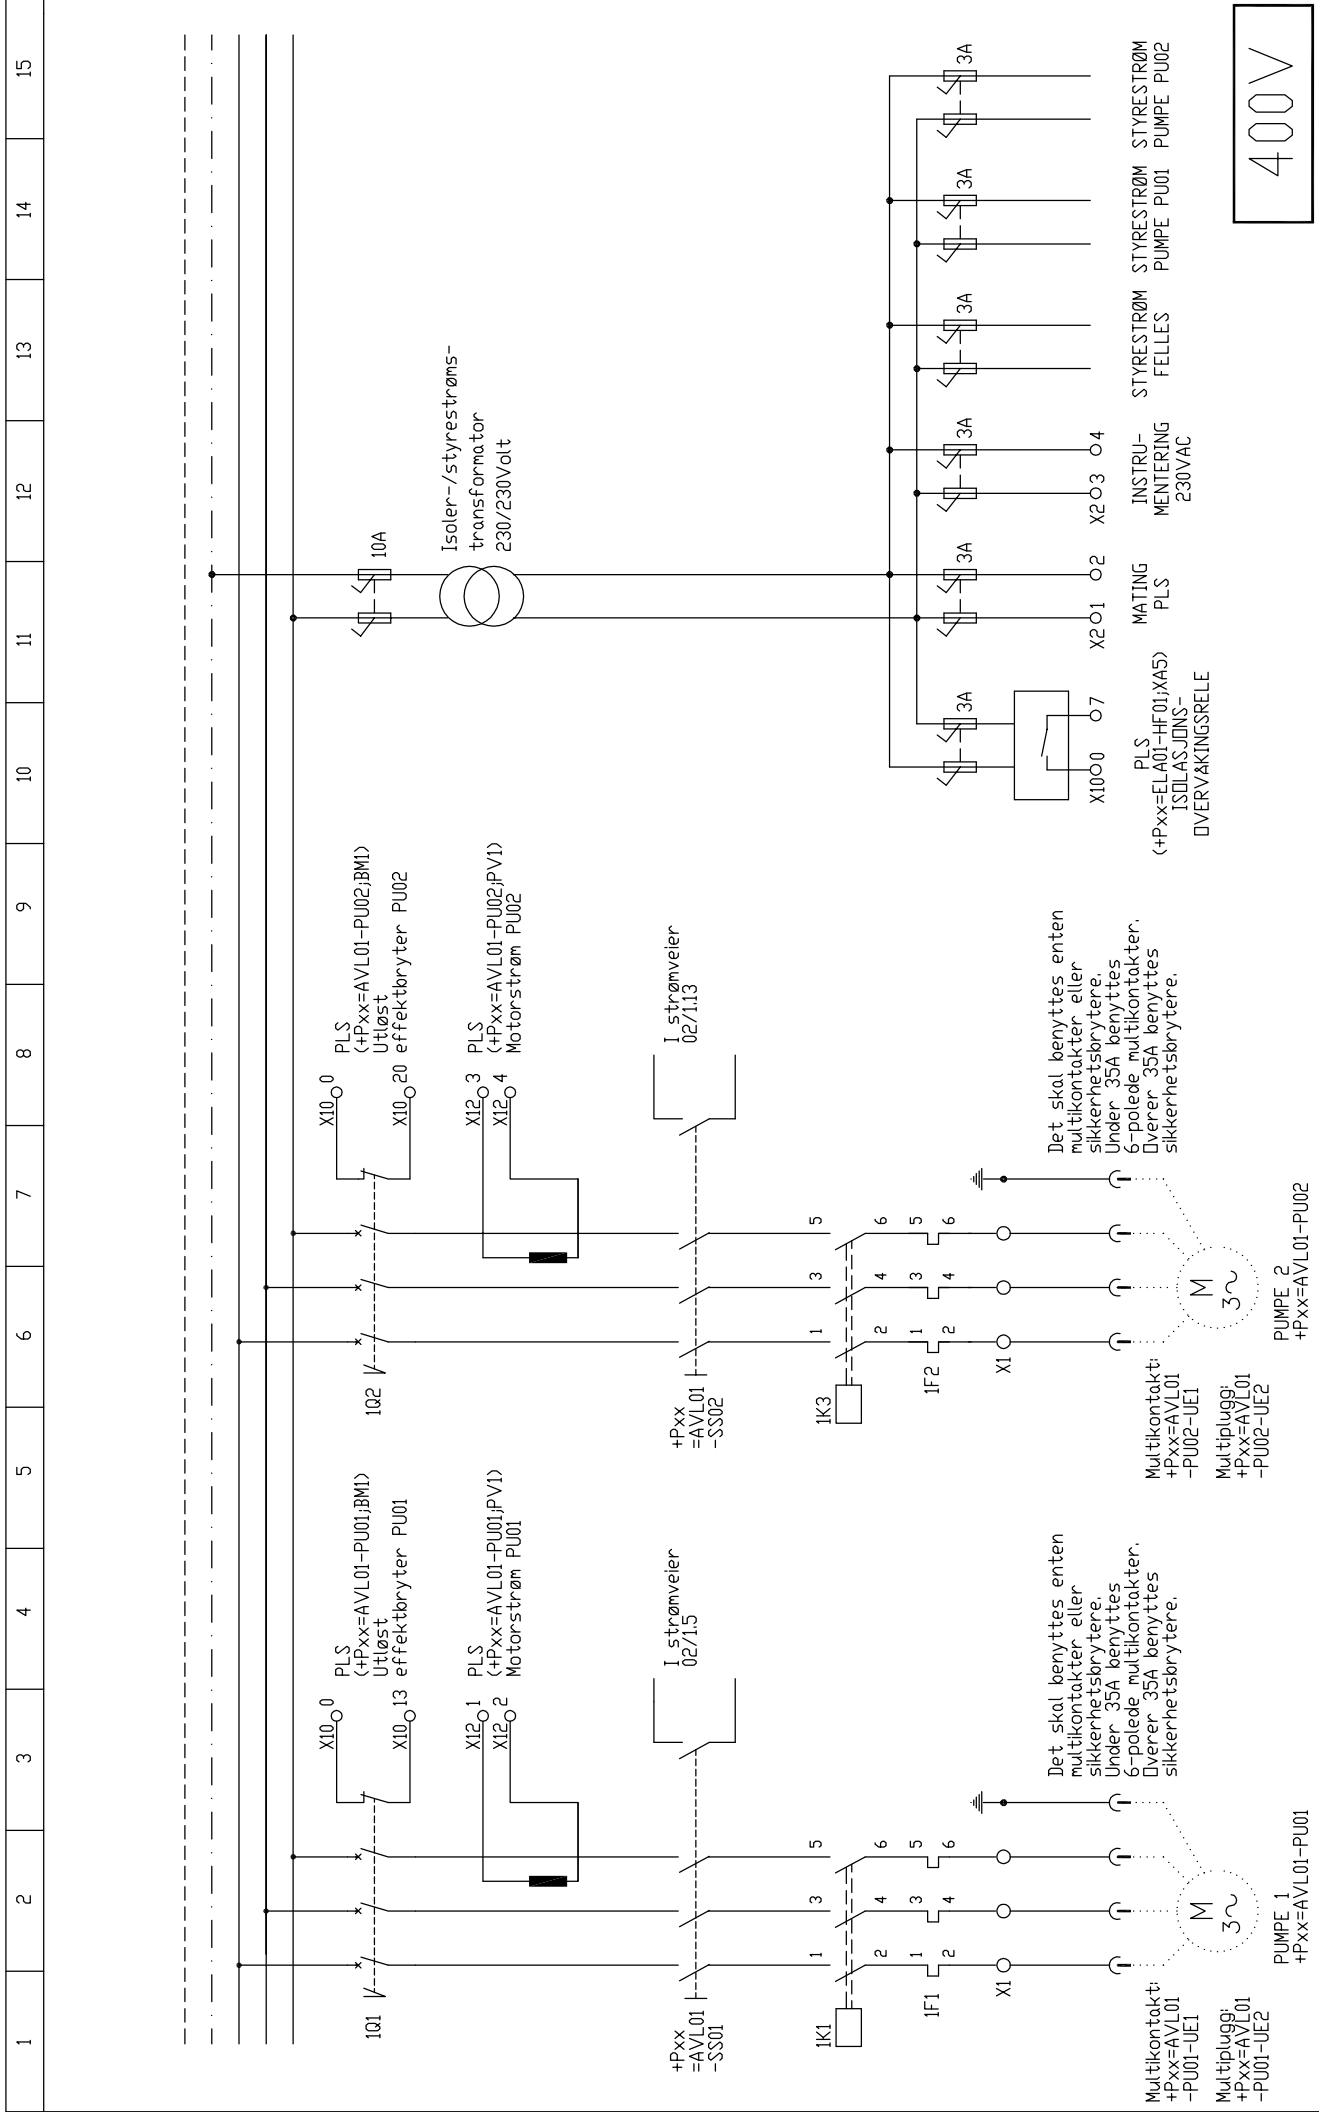 1
2
3
4
5
6
7
8
9
10
11
12
13
14
15
1Q1
X10 0
X10 13
PLS
(+Pxx=AVL01-PU01;BM1)
Utløst
effektbryter PU01
X12 1
X12 2
PLS
(+Pxx=AVL01-PU01;PV1)
Motorstrøm PU01
+Pxx
=AVL01
-SS01
I strømveier
02/1.5
1K1
1
3
5
2
4
6
1F1
1
3
5
2
4
6
X1
Det skal benyttes enten
multikontakter eller
sikkerhetsbrytere.
Under 35A benyttes
6-polede multikontakter.
Overer 35A benyttes
sikkerhetsbrytere.
Multikontakt:
+Pxx=AVL01
-PU01-UE1
Multiplugg:
+Pxx=AVL01
-PU01-UE2
M
3~
PUMPE 1
+Pxx=AVL01-PU01
1Q2
X10 0
X10 20
PLS
(+Pxx=AVL01-PU02;BM1)
Utløst
effektbryter PU02
X12 3
X12 4
PLS
(+Pxx=AVL01-PU02;PV1)
Motorstrøm PU02
+Pxx
=AVL01
-SS02
I strømveier
02/1.13
1K3
1
3
5
2
4
6
1F2
1
3
5
2
4
6
X1
Det skal benyttes enten
multikontakter eller
sikkerhetsbrytere.
Under 35A benyttes
6-polede multikontakter.
Overer 35A benyttes
sikkerhetsbrytere.
Multikontakt:
+Pxx=AVL01
-PU02-UE1
Multiplugg:
+Pxx=AVL01
-PU02-UE2
M
3~
PUMPE 2
+Pxx=AVL01-PU02
10A
Isoler-/styrestrøms-
transformator
230/230Volt
3A
3A
3A
3A
3A
3A
X10 0
7
X2 1
2
X2 3
4
PLS
(+Pxx=ELA01-HF01;XA5)
ISOLASJONS-
OVERVÅKINGSRELE
MATING
PLS
INSTRU-
MENTERING
230VAC
STYRESTRØM
FELLES
STYRESTRØM
PUMPE PU01
STYRESTRØM
PUMPE PU02
400V